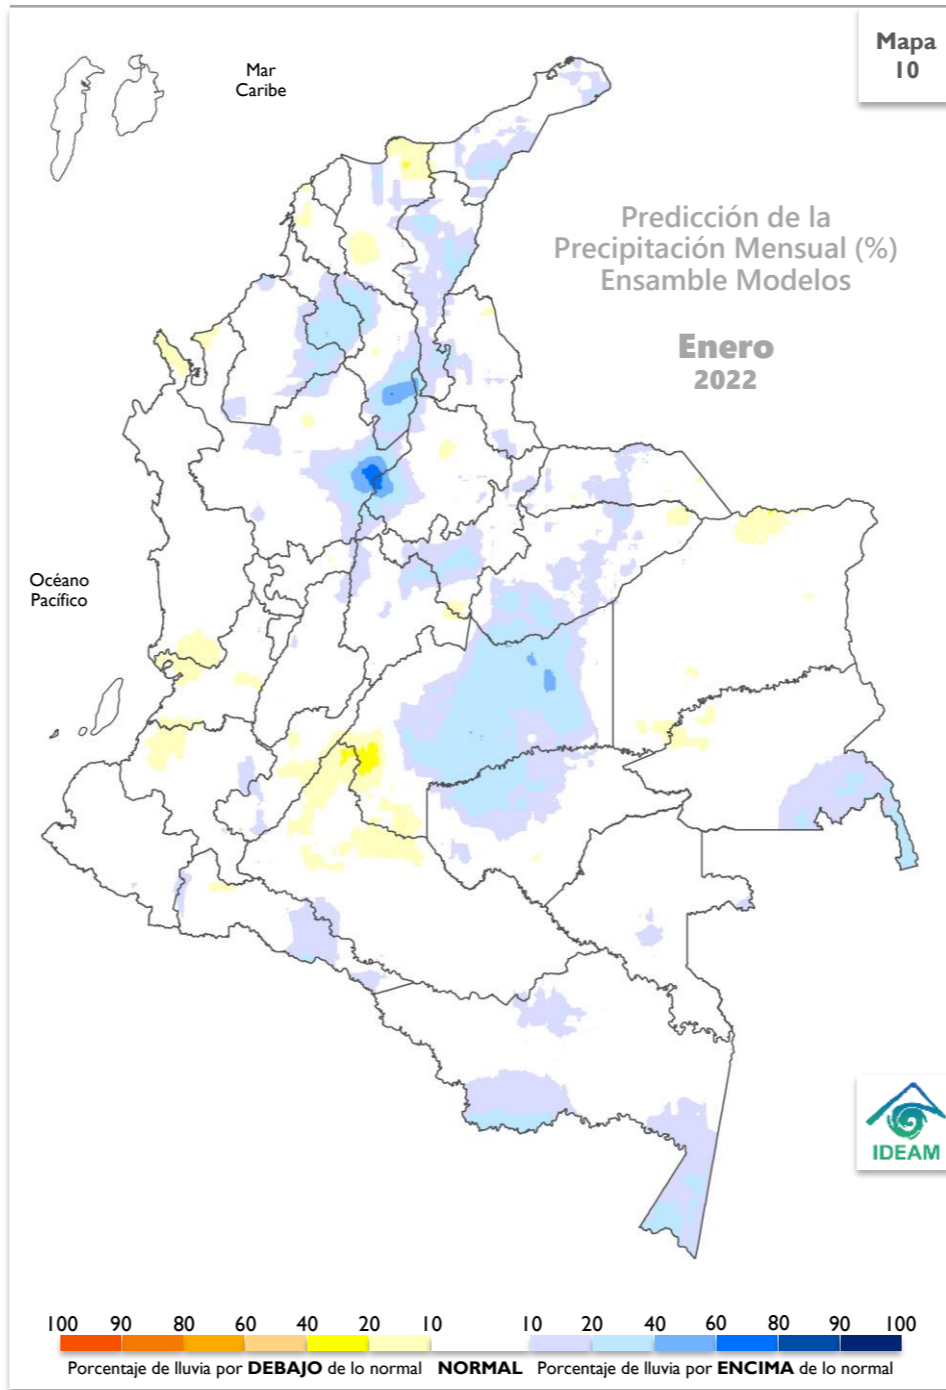 Mapa
10
Mar
Caribe
Predicción de la
Precipitación Mensual (%)
Ensamble Modelos
Enero
2022
Océano
Pacífico
IDEAM
100 90 80 60 40 20 10 10 20 40 60 80 90 100
Porcentaje de lluvia por DEBAJO de lo normal NORMAL Porcentaje de lluvia por ENCIMA de lo normal